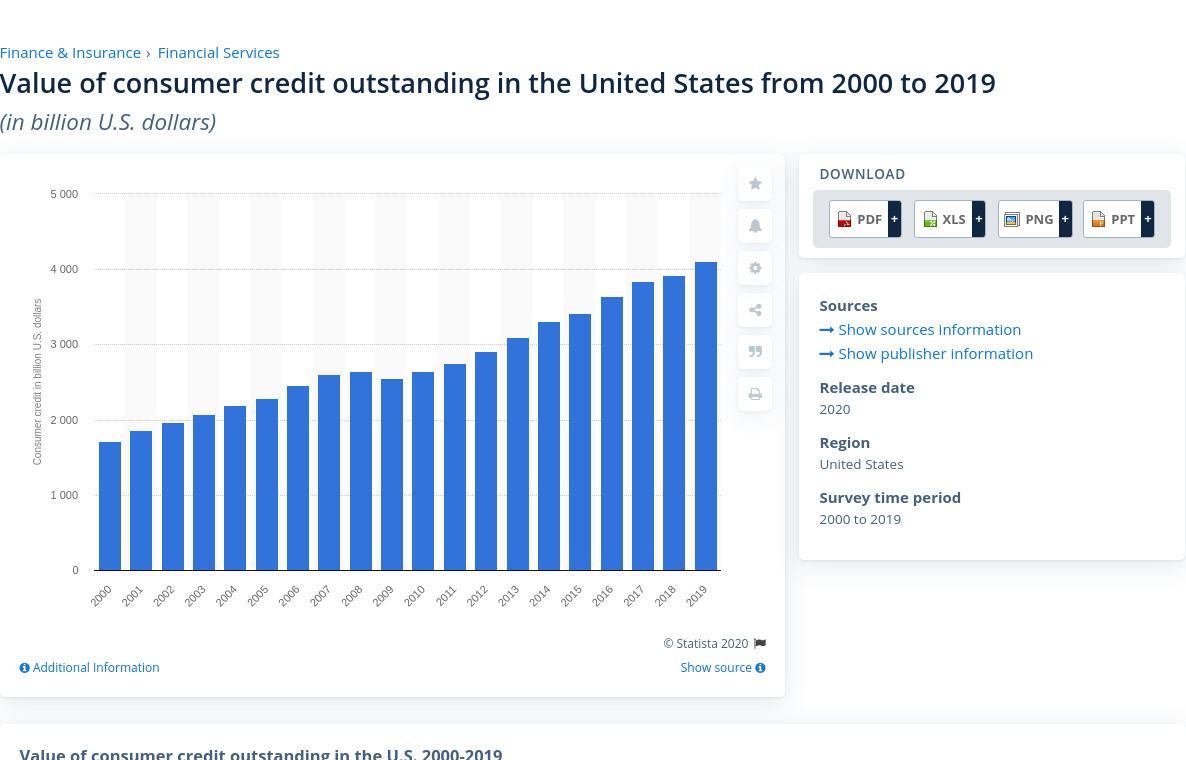 Finance & Insurance › Financial Services
Value of consumer credit outstanding in the United States from 2000 to 2019
(in billion U.S. dollars)
5 000
4 000
3 000
2 000
1 000
0
Consumer credit in billion U.S. dollars
2000
2001
2002
2003
2004
2005
2006
2007
2008
2009
2010
2011
2012
2013
2014
2015
2016
2017
2018
2019
© Statista 2020
Additional Information
Show source
DOWNLOAD
PDF +
XLS +
PNG +
PPT +
Sources
Show sources information
Show publisher information
Release date
2020
Region
United States
Survey time period
2000 to 2019
Value of consumer credit outstanding in the U.S. 2000-2019